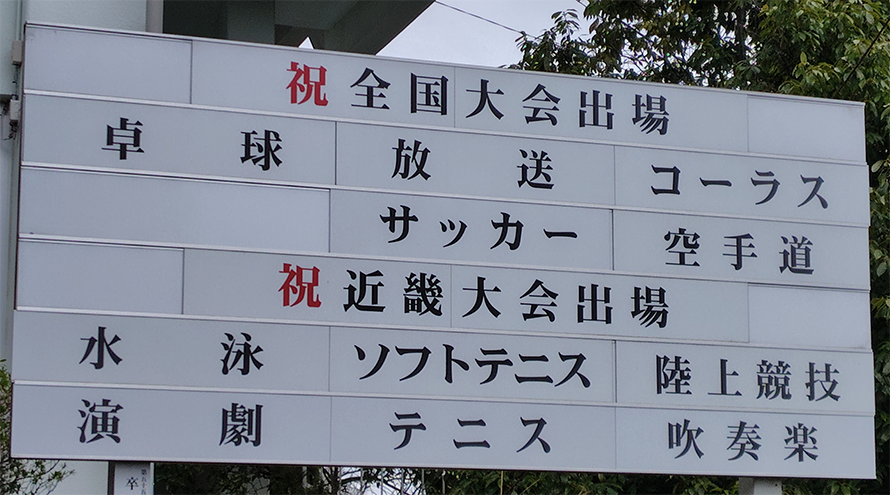 祝 全国大会出場
卓球 放送 コーラス
サッカー 空手道
祝 近畿大会出場
水泳 ソフトテニス 陸上競技
演劇 テニス 吹奏楽
卒